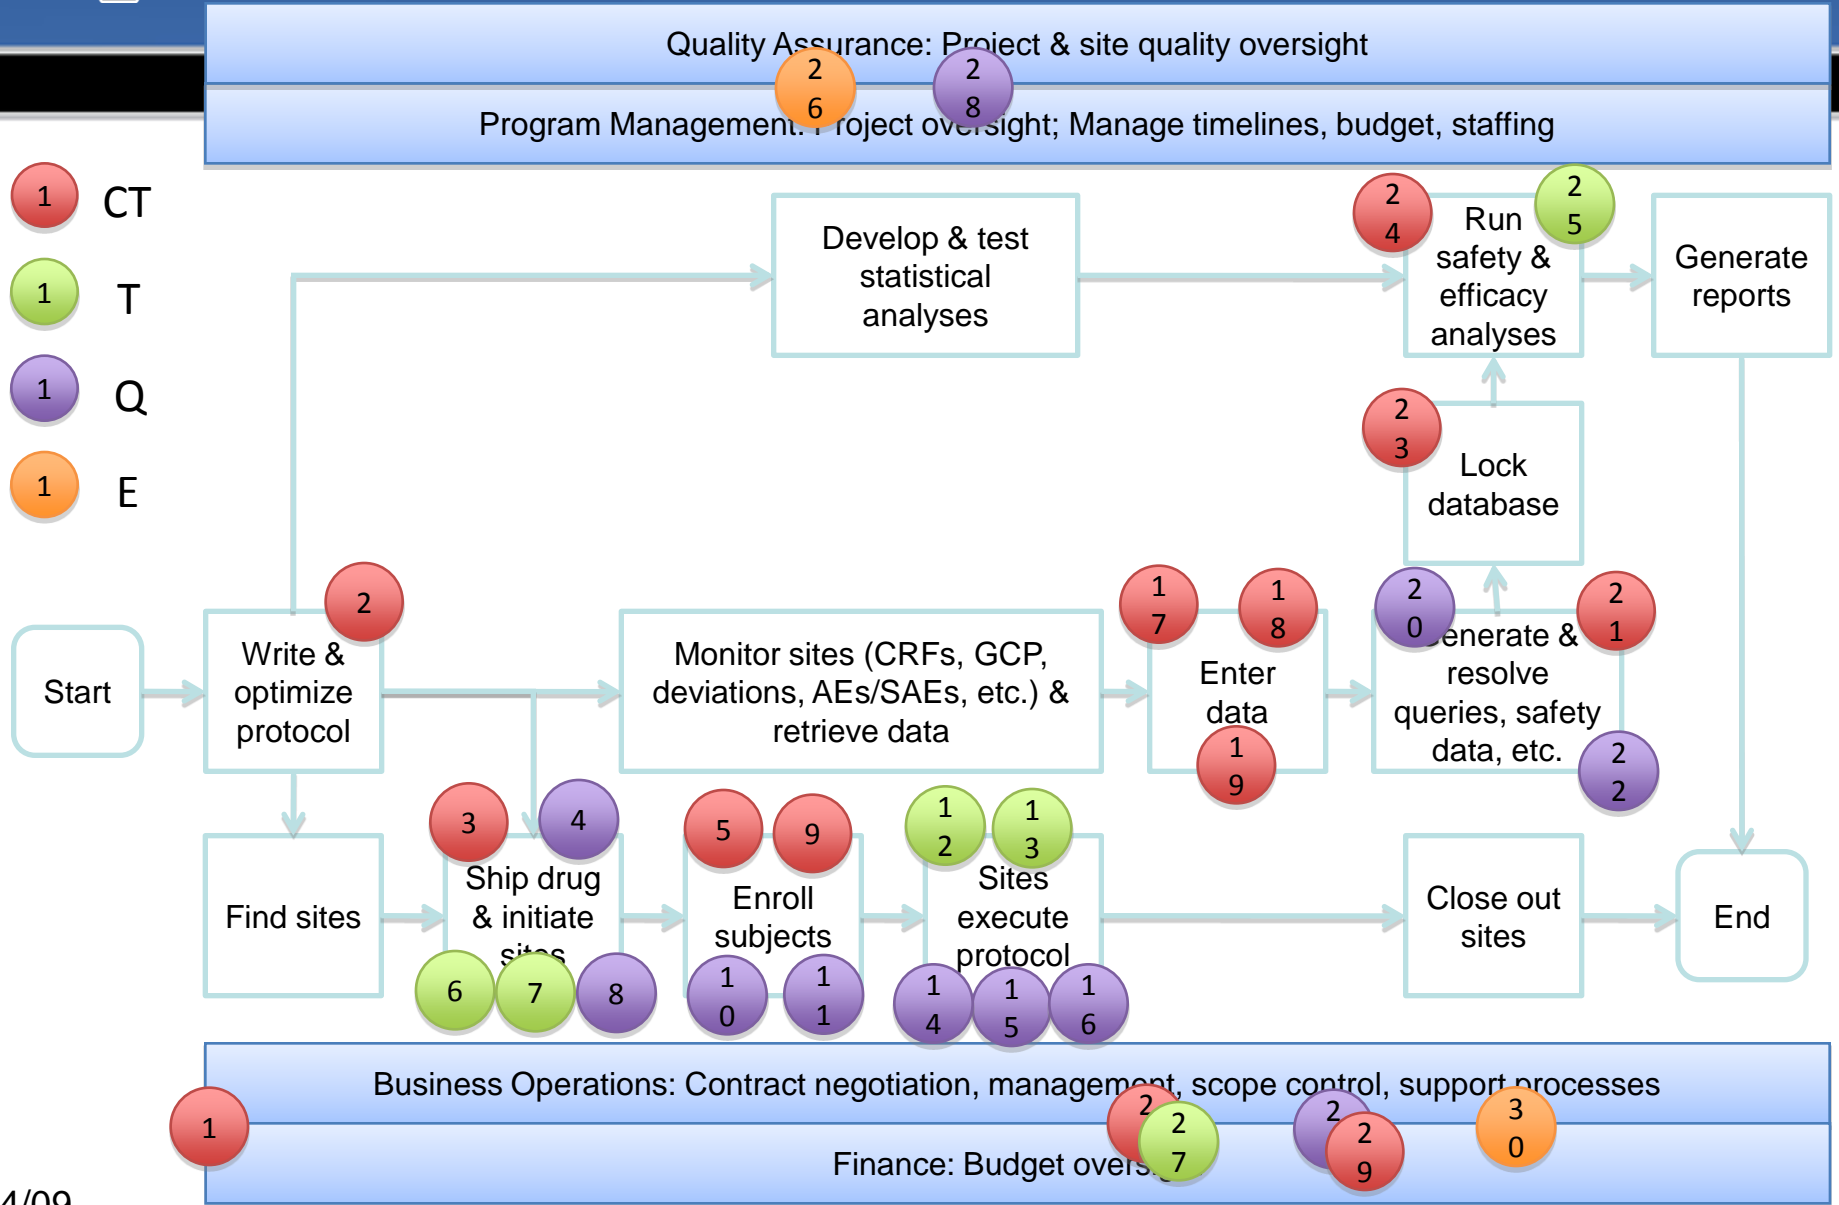 Quality Assurance: Project & site quality oversight
26
28
Program Management: Project oversight; Manage timelines, budget, staffing
1 CT
1 T
1 Q
1 E
Develop & test
statistical
analyses
24
25
Run
safety &
efficacy
analyses
Generate
reports
23
Lock
database
Start
2
Write &
optimize
protocol
Monitor sites (CRFs, GCP,
deviations, AEs/SAEs, etc.) &
retrieve data
17
18
Enter
data
19
20
21
Generate &
resolve
queries, safety
data, etc.
22
Find sites
3
4
Ship drug
& initiate
sites
6
7
8
5
9
Enroll
subjects
10
11
12
13
Sites
execute
protocol
14
15
16
Close out
sites
End
Business Operations: Contract negotiation, management, scope control, support processes
1
2
27
2
29
30
Finance: Budget
4/09